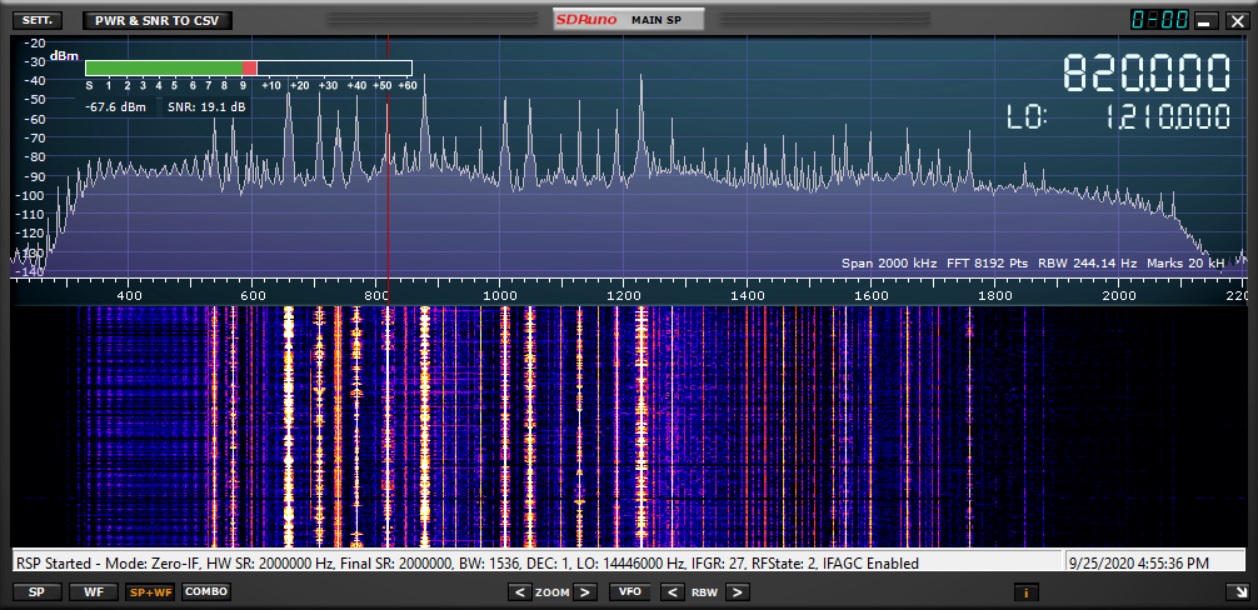 SETT. PWR & SNR TO CSV SDRuno MAIN SP 0-00
-20
dBm
-30
-40
S 1 2 3 4 5 6 7 8 9 +10 +20 +30 +40 +50 +60
-50
-67.6 dBm SNR: 19.1 dB
-60
-70
-80
-90
-100
-110
-120
-130
-140
820.000
LO: 1.210.000
Span 2000 kHz FFT 8192 Pts RBW 244.14 Hz Marks 20 kH
400 600 800 1000 1200 1400 1600 1800 2000 220
RSP Started - Mode: Zero-IF, HW SR: 2000000 Hz, Final SR: 2000000, BW: 1536, DEC: 1, LO: 14446000 Hz, IFGR: 27, RFState: 2, IFAGC Enabled 9/25/2020 4:55:36 PM
SP WF SP+WF COMBO < ZOOM > VFO < RBW > i